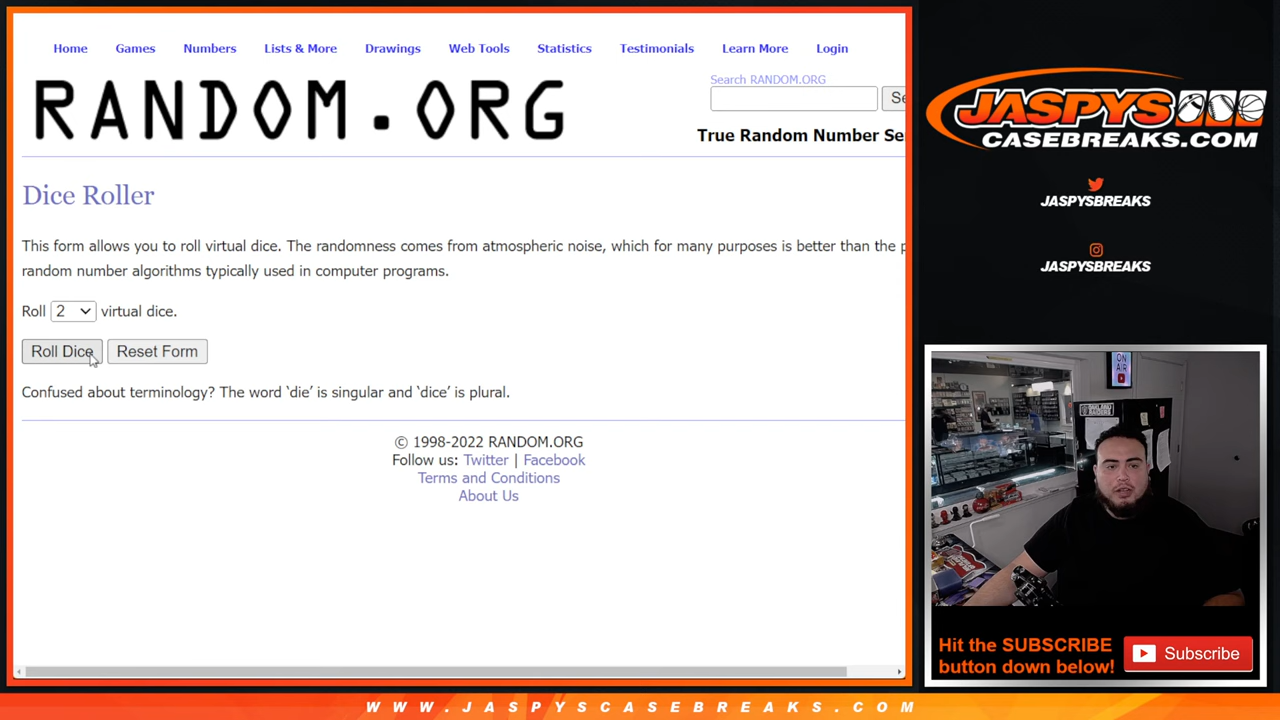 Home Games Numbers Lists & More Drawings Web Tools Statistics Testimonials Learn More Login
RANDOM.ORG
Search RANDOM.ORG
Se
True Random Number Se
Dice Roller
This form allows you to roll virtual dice. The randomness comes from atmospheric noise, which for many purposes is better than the p
random number algorithms typically used in computer programs.
Roll 2 virtual dice.
Roll Dice Reset Form
Confused about terminology? The word ‘die’ is singular and ‘dice’ is plural.
© 1998-2022 RANDOM.ORG
Follow us: Twitter | Facebook
Terms and Conditions
About Us
JASPYS
CASEBREAKS.COM
JASPYSBREAKS
JASPYSBREAKS
ON
AIR
Hit the SUBSCRIBE
button down below!
Subscribe
WWW.JASPYSCASEBREAKS.COM